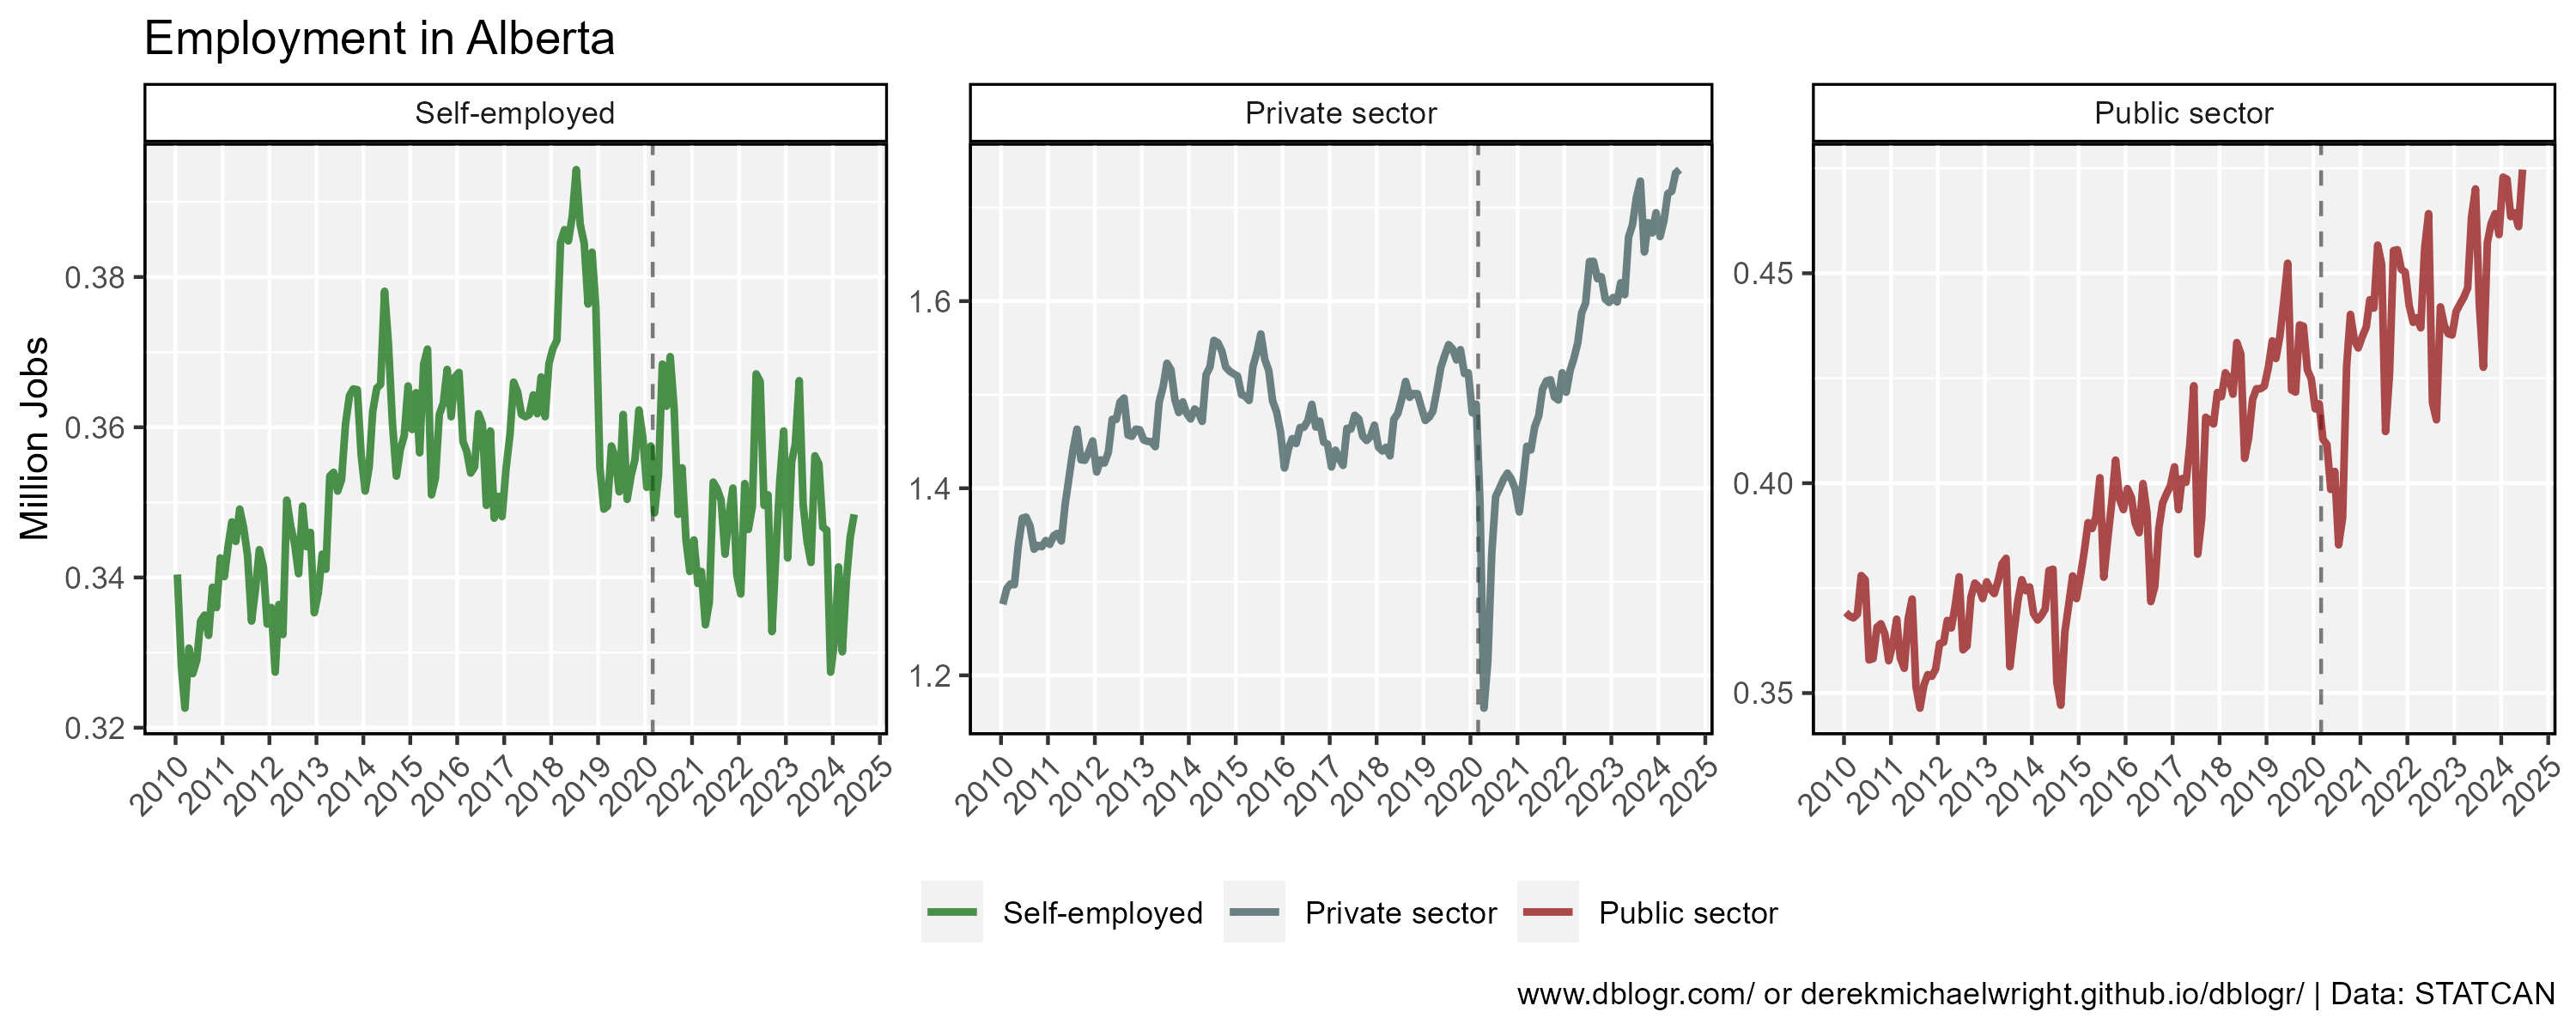 Employment in Alberta
Self-employed
Private sector
Public sector
Million Jobs
0.38
0.36
0.34
0.32
2010 2011 2012 2013 2014 2015 2016 2017 2018 2019 2020 2021 2022 2023 2024 2025
1.6
1.4
1.2
2010 2011 2012 2013 2014 2015 2016 2017 2018 2019 2020 2021 2022 2023 2024 2025
0.45
0.40
0.35
2010 2011 2012 2013 2014 2015 2016 2017 2018 2019 2020 2021 2022 2023 2024 2025
Self-employed Private sector Public sector
www.dblogr.com/ or derekmichaelwright.github.io/dblogr/ | Data: STATCAN